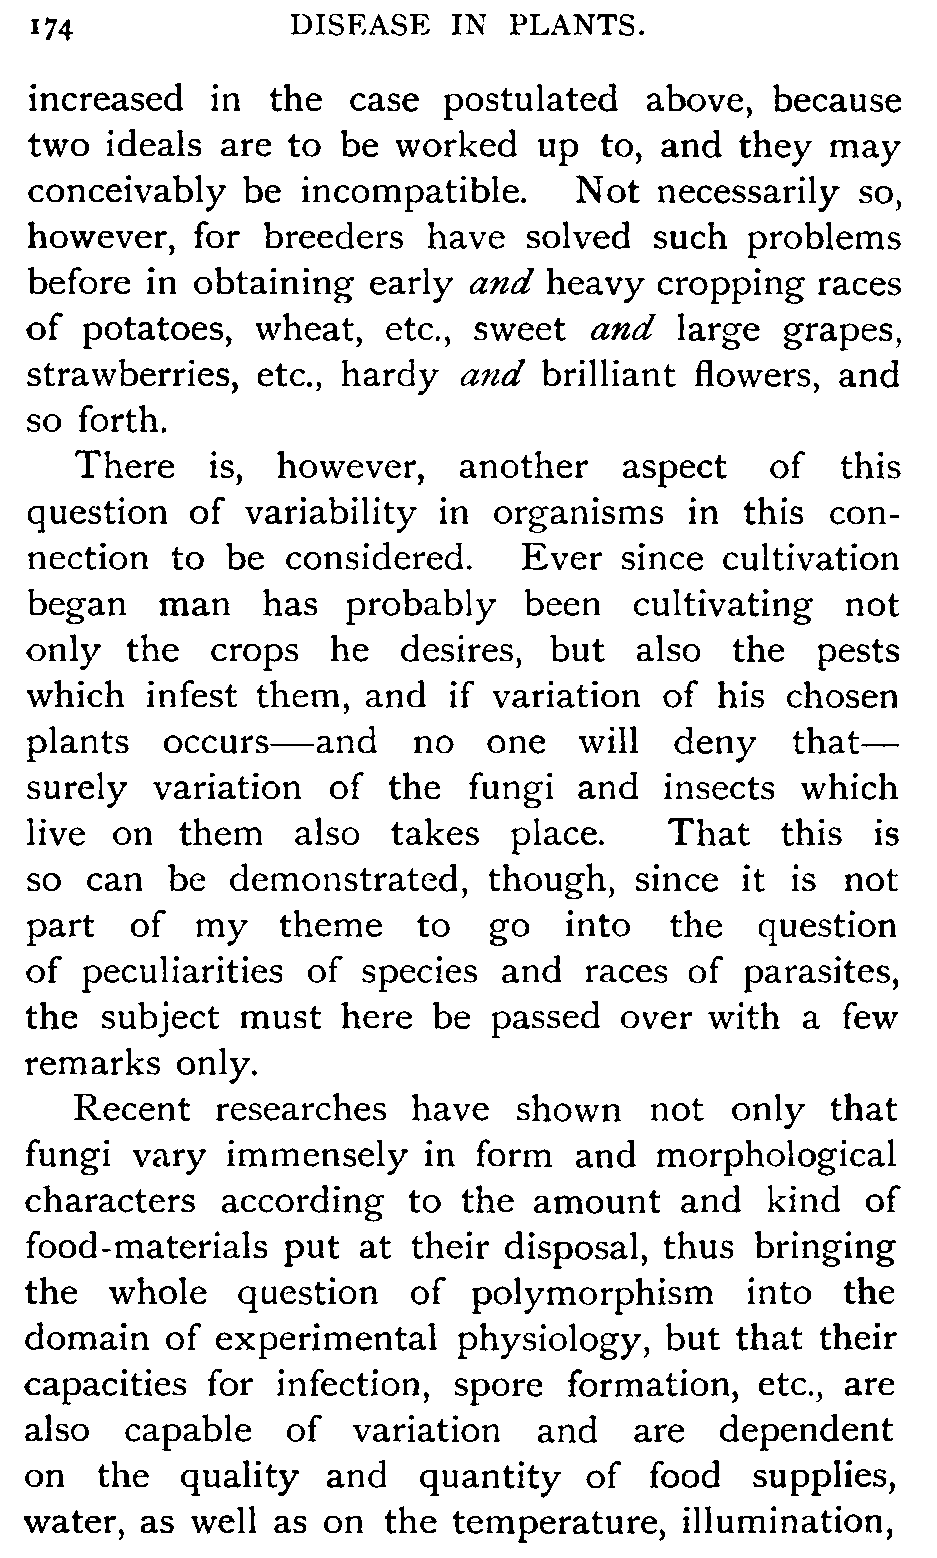 174 DISEASE IN PLANTS.
increased in the case postulated above, because
two ideals are to be worked up to, and they may
conceivably be incompatible. Not necessarily so,
however, for breeders have solved such problems
before in obtaining early and heavy cropping races
of potatoes, wheat, etc., sweet and large grapes,
strawberries, etc., hardy and brilliant flowers, and
so forth.
There is, however, another aspect of this
question of variability in organisms in this con-
nection to be considered. Ever since cultivation
began man has probably been cultivating not
only the crops he desires, but also the pests
which infest them, and if variation of his chosen
plants occurs—and no one will deny that—
surely variation of the fungi and insects which
live on them also takes place. That this is
so can be demonstrated, though, since it is not
part of my theme to go into the question
of peculiarities of species and races of parasites,
the subject must here be passed over with a few
remarks only.
Recent researches have shown not only that
fungi vary immensely in form and morphological
characters according to the amount and kind of
food-materials put at their disposal, thus bringing
the whole question of polymorphism into the
domain of experimental physiology, but that their
capacities for infection, spore formation, etc., are
also capable of variation and are dependent
on the quality and quantity of food supplies,
water, as well as on the temperature, illumination,